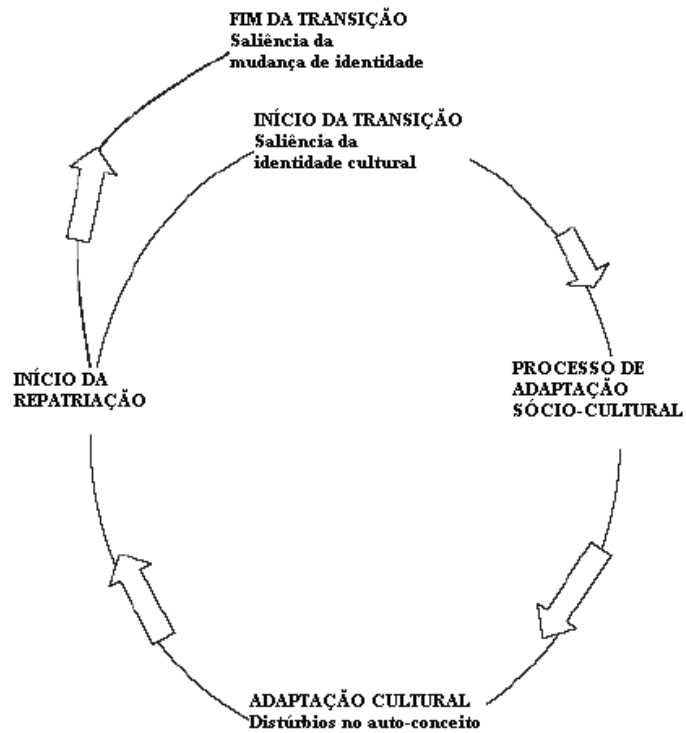 FIM DA TRANSIÇÃO
Saliência da
mudança de identidade
INÍCIO DA TRANSIÇÃO
Saliência da
identidade cultural
PROCESSO DE
ADAPTAÇÃO
SÓCIO-CULTURAL
INÍCIO DA
REPATRIAÇÃO
ADAPTAÇÃO CULTURAL
Distúrbios no auto-conceito